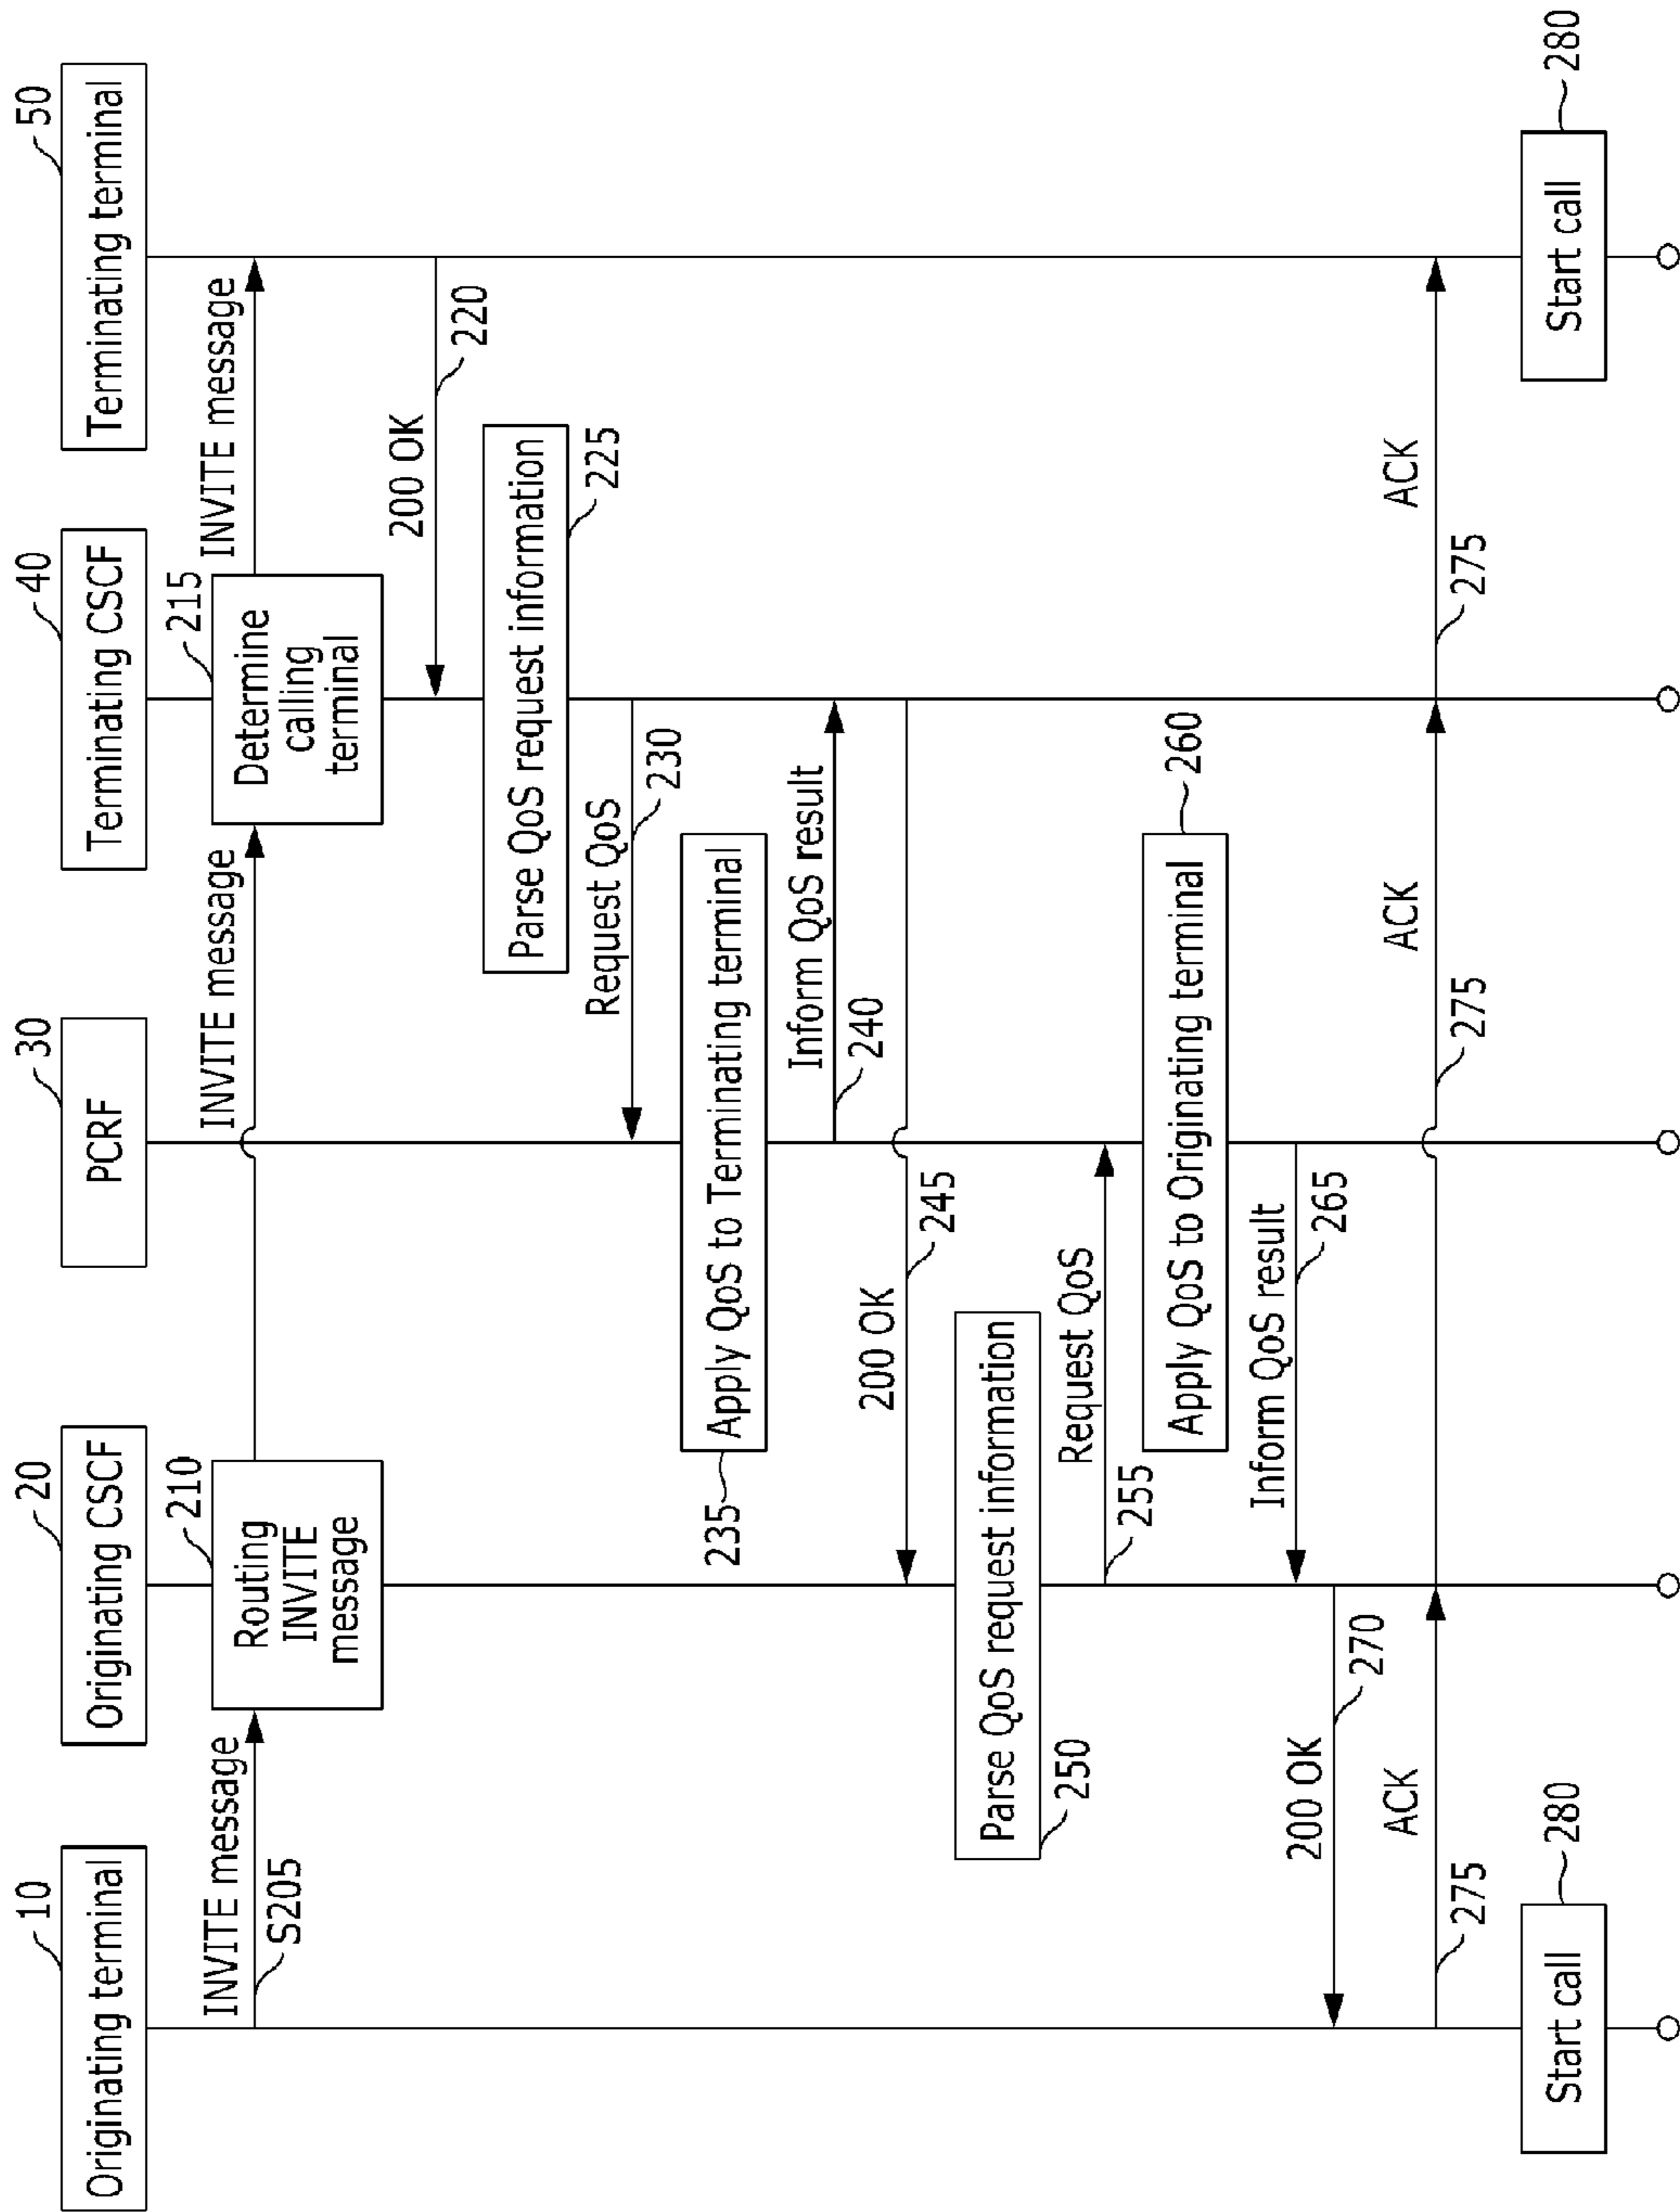 10
20
30
40
50
Originating terminal
Originating CSCF
PCRF
Terminating CSCF
Terminating terminal
INVITE message
S205
210
Routing
INVITE
message
INVITE message
215
Determine
calling
terminal
INVITE message
200 OK
220
Parse QoS request information
225
Request QoS
230
Apply QoS to Terminating terminal
235
Inform QoS result
240
200 OK
245
Parse QoS request information
250
Request QoS
255
Apply QoS to Originating terminal
260
Inform QoS result
265
200 OK
270
ACK
275
ACK
275
ACK
275
Start call
280
Start call
280